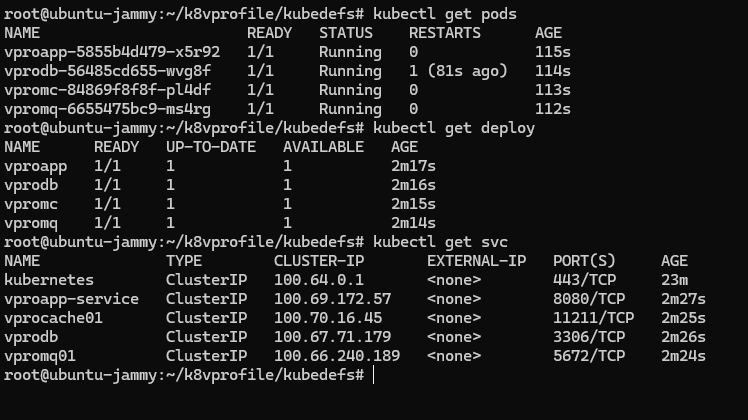 root@ubuntu-jammy:~/k8vprofile/kubedefs# kubectl get pods
NAME                       READY   STATUS    RESTARTS      AGE
vproapp-5855b4d479-x5r92   1/1     Running   0             115s
vprodb-56485cd655-wvg8f    1/1     Running   1 (81s ago)   114s
vpromc-84869f8f8f-pl4df    1/1     Running   0             113s
vpromq-6655475bc9-ms4rg    1/1     Running   0             112s
root@ubuntu-jammy:~/k8vprofile/kubedefs# kubectl get deploy
NAME      READY   UP-TO-DATE   AVAILABLE   AGE
vproapp   1/1     1            1           2m17s
vprodb    1/1     1            1           2m16s
vpromc    1/1     1            1           2m15s
vpromq    1/1     1            1           2m14s
root@ubuntu-jammy:~/k8vprofile/kubedefs# kubectl get svc
NAME              TYPE        CLUSTER-IP       EXTERNAL-IP   PORT(S)     AGE
kubernetes        ClusterIP   100.64.0.1       <none>        443/TCP     23m
vproapp-service   ClusterIP   100.69.172.57    <none>        8080/TCP    2m27s
vprocache01       ClusterIP   100.70.16.45     <none>        11211/TCP   2m25s
vprodb            ClusterIP   100.67.71.179    <none>        3306/TCP    2m26s
vpromq01          ClusterIP   100.66.240.189   <none>        5672/TCP    2m24s
root@ubuntu-jammy:~/k8vprofile/kubedefs#